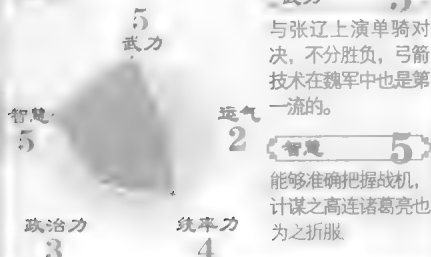 5
武力
智慧
5
运气
2
政治力
3
统率力
4
武力 5
与张辽上演单骑对
决，不分胜负，弓箭
技术在魏军中也是第
一流的。
智慧 5
能够准确把握战机，
计谋之高连诸葛亮也
为之折服.